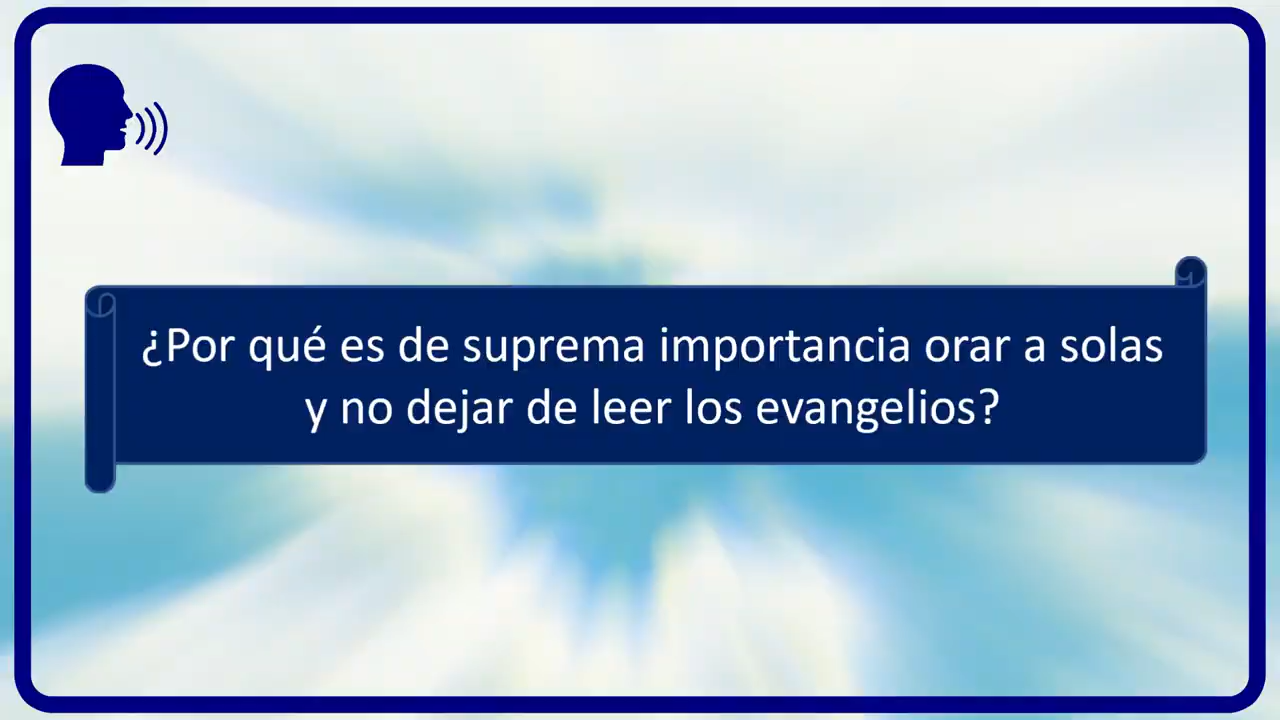 ¿Por qué es de suprema importancia orar a solas
y no dejar de leer los evangelios?